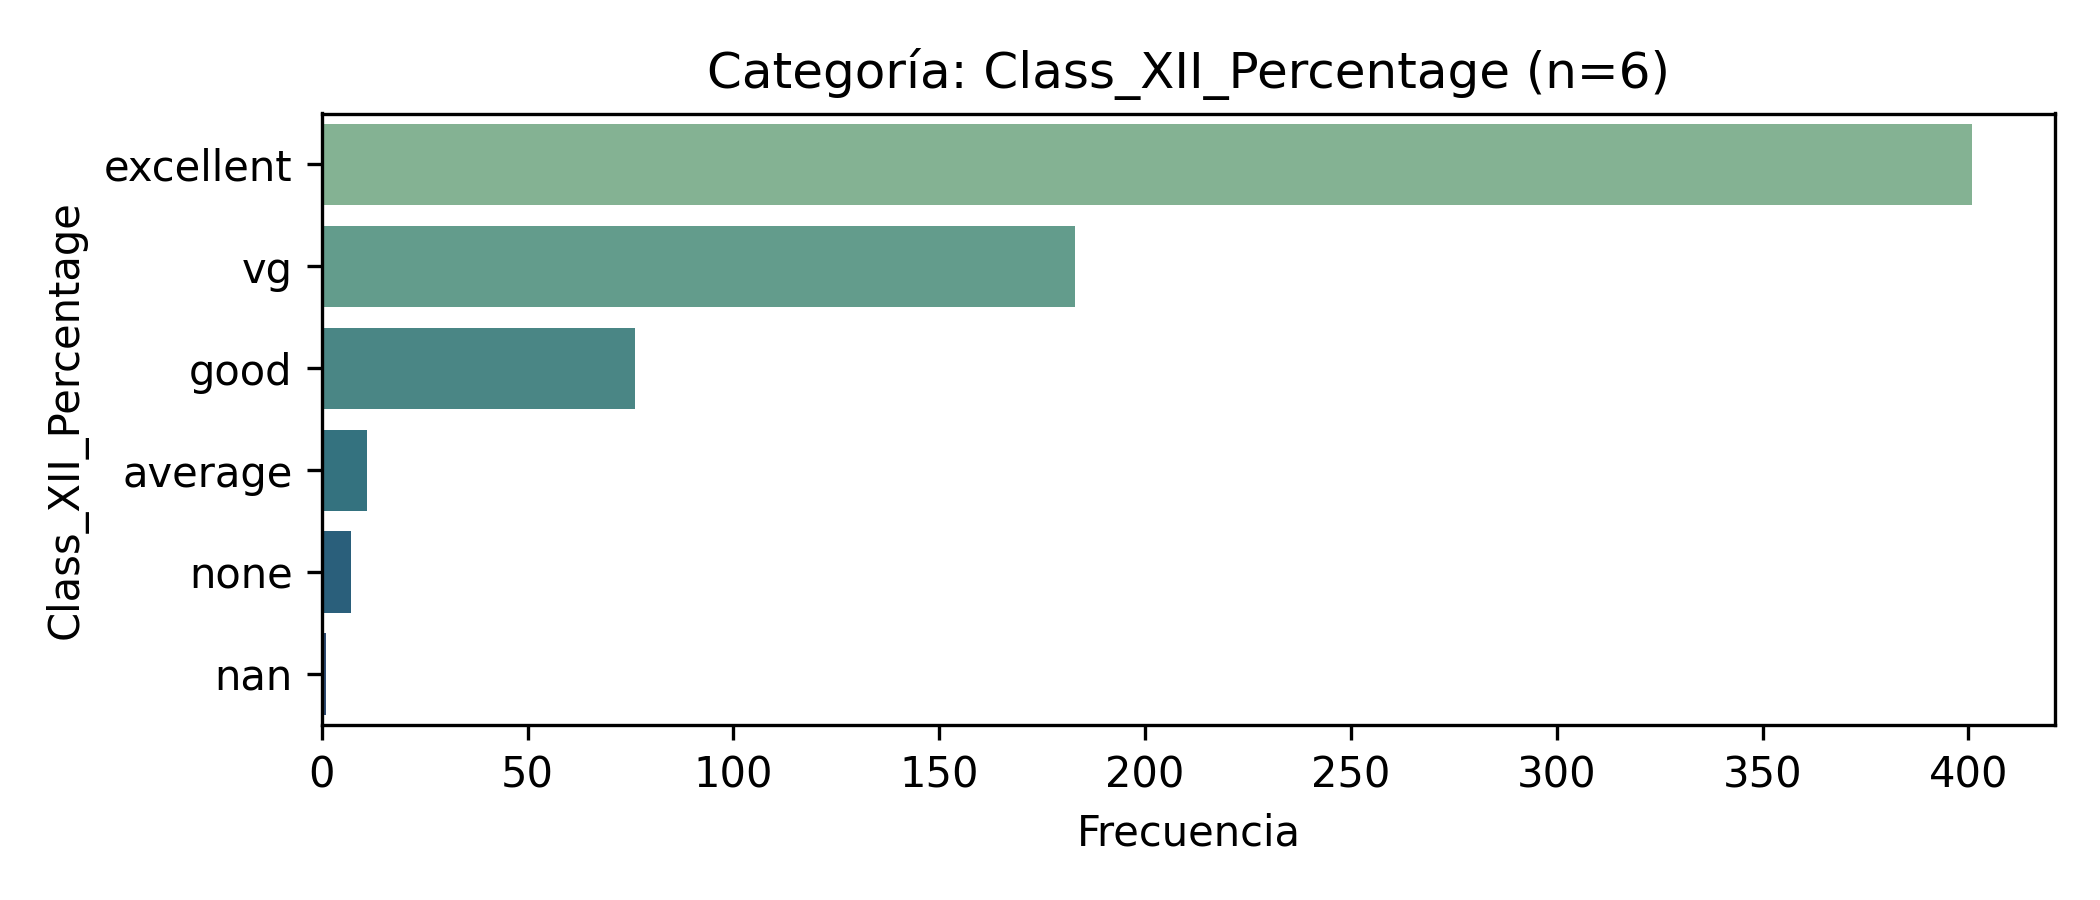 Categoría: Class_XII_Percentage (n=6)
Class_XII_Percentage
excellent
vg
good
average
none
nan
0 50 100 150 200 250 300 350 400
Frecuencia